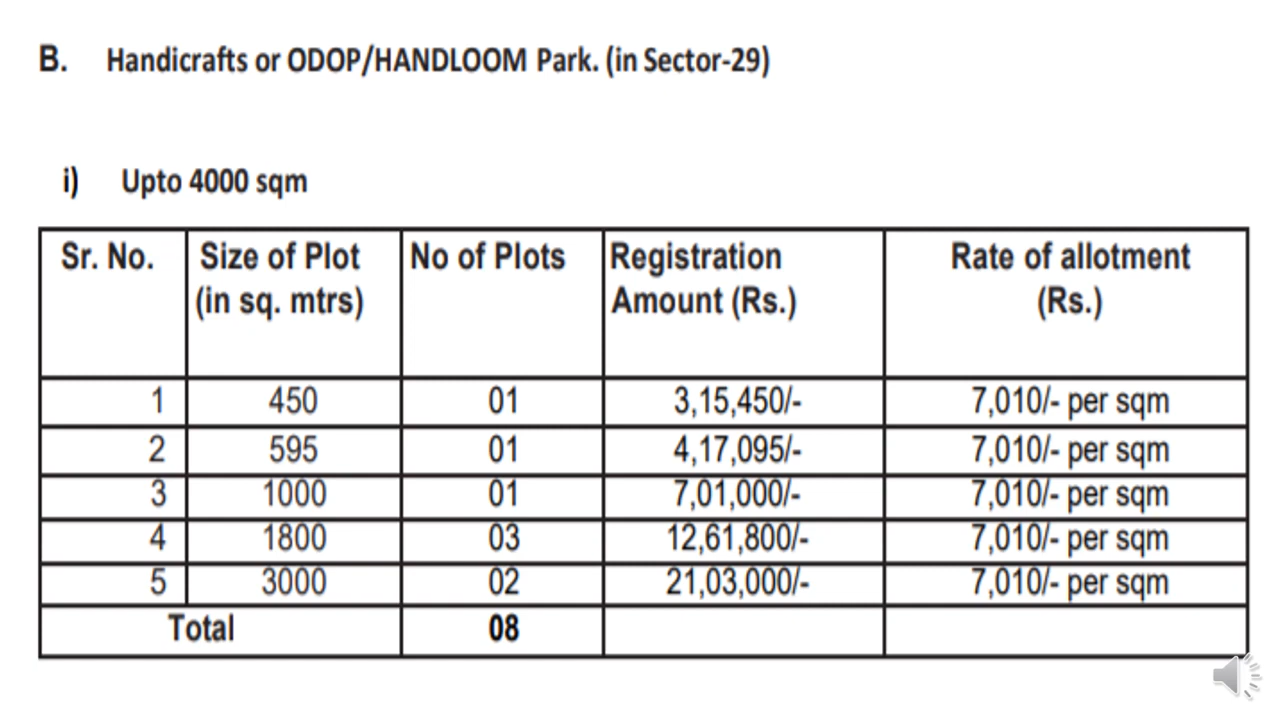 B. Handicrafts or ODOP/HANDLOOM Park. (in Sector-29)
i) Upto 4000 sqm
Sr. No. Size of Plot (in sq. mtrs) No of Plots Registration Amount (Rs.) Rate of allotment (Rs.)
1 450 01 3,15,450/- 7,010/- per sqm
2 595 01 4,17,095/- 7,010/- per sqm
3 1000 01 7,01,000/- 7,010/- per sqm
4 1800 03 12,61,800/- 7,010/- per sqm
5 3000 02 21,03,000/- 7,010/- per sqm
Total 08